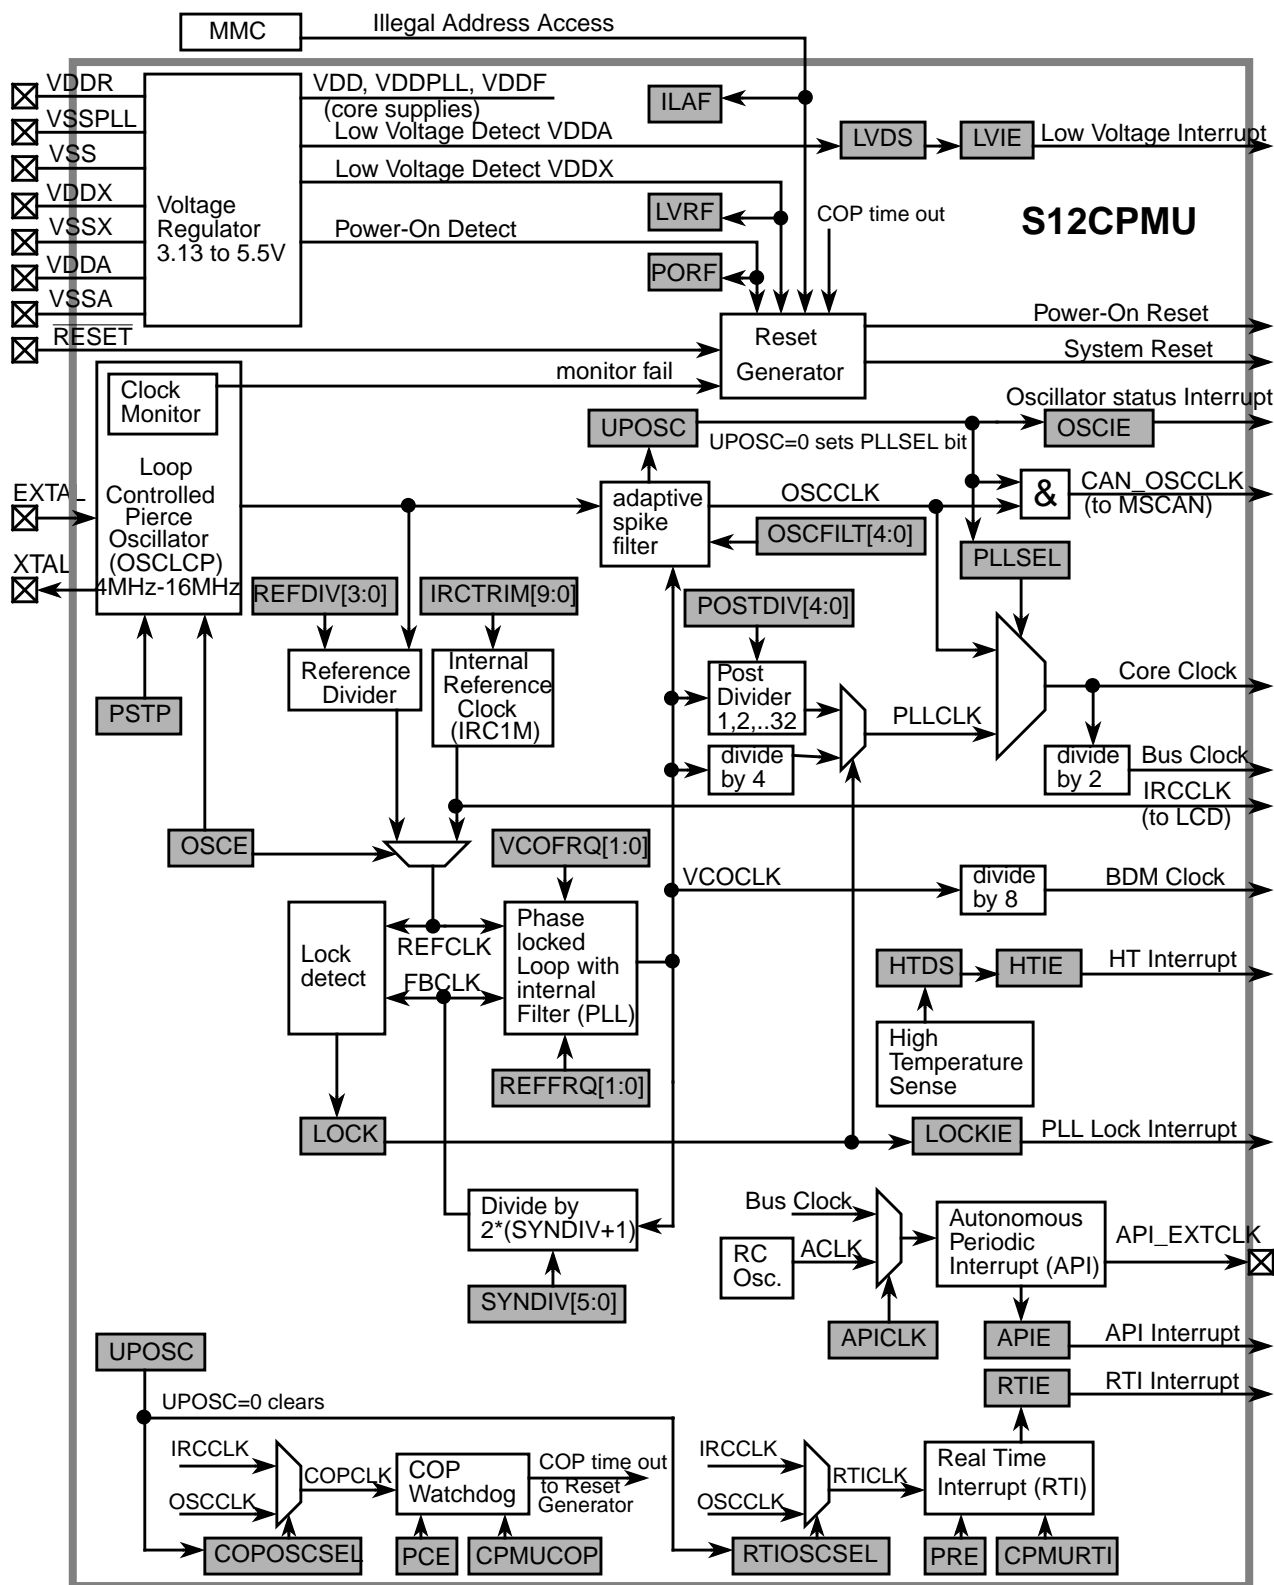 MMC
Illegal Address Access
VDDR
VSSPLL
VSS
VDDX
VSSX
VDDA
VSSA
RESET
Voltage
Regulator
3.13 to 5.5V
VDD, VDDPLL, VDDF
(core supplies)
Low Voltage Detect VDDA
Low Voltage Detect VDDX
Power-On Detect
ILAF
LVRF
PORF
LVDS
LVIE
Low Voltage Interrupt
COP time out
S12CPMU
Reset
Generator
Power-On Reset
System Reset
monitor fail
Clock
Monitor
Loop
Controlled
Pierce
Oscillator
(OSCLCP)
4MHz-16MHz
EXTAL
XTAL
UPOSC
UPOSC=0 sets PLLSEL bit
Oscillator status Interrupt
OSCIE
adaptive
spike
filter
OSCCLK
OSCFILT[4:0]
&
CAN_OSCCLK
(to MSCAN)
PLLSEL
REFDIV[3:0]
IRCTRIM[9:0]
POSTDIV[4:0]
Reference
Divider
Internal
Reference
Clock
(IRC1M)
Post
Divider
1,2,..32
PSTP
PLLCLK
Core Clock
divide
by 4
divide
by 2
Bus Clock
IRCCLK
(to LCD)
OSCE
VCOFRQ[1:0]
VCOCLK
divide
by 8
BDM Clock
Lock
detect
REFCLK
FBCLK
Phase
locked
Loop with
internal
Filter (PLL)
REFFRQ[1:0]
HTDS
HTIE
HT Interrupt
High
Temperature
Sense
LOCK
LOCKIE
PLL Lock Interrupt
Divide by
2*(SYNDIV+1)
SYNDIV[5:0]
Bus Clock
RC
Osc.
ACLK
Autonomous
Periodic
Interrupt (API)
API_EXTCLK
APICLK
APIE
API Interrupt
RTIE
RTI Interrupt
UPOSC
UPOSC=0 clears
IRCCLK
OSCCLK
COPCLK
COP
Watchdog
COP time out
to Reset
Generator
IRCCLK
OSCCLK
RTICLK
Real Time
Interrupt (RTI)
COPOSCSEL
PCE
CPMUCOP
RTIOSCSEL
PRE
CPMURTI